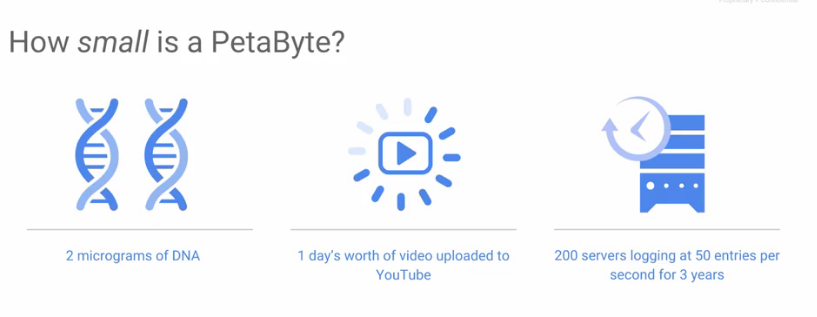 How small is a PetaByte?
2 micrograms of DNA
1 day's worth of video uploaded to
YouTube
200 servers logging at 50 entries per
second for 3 years